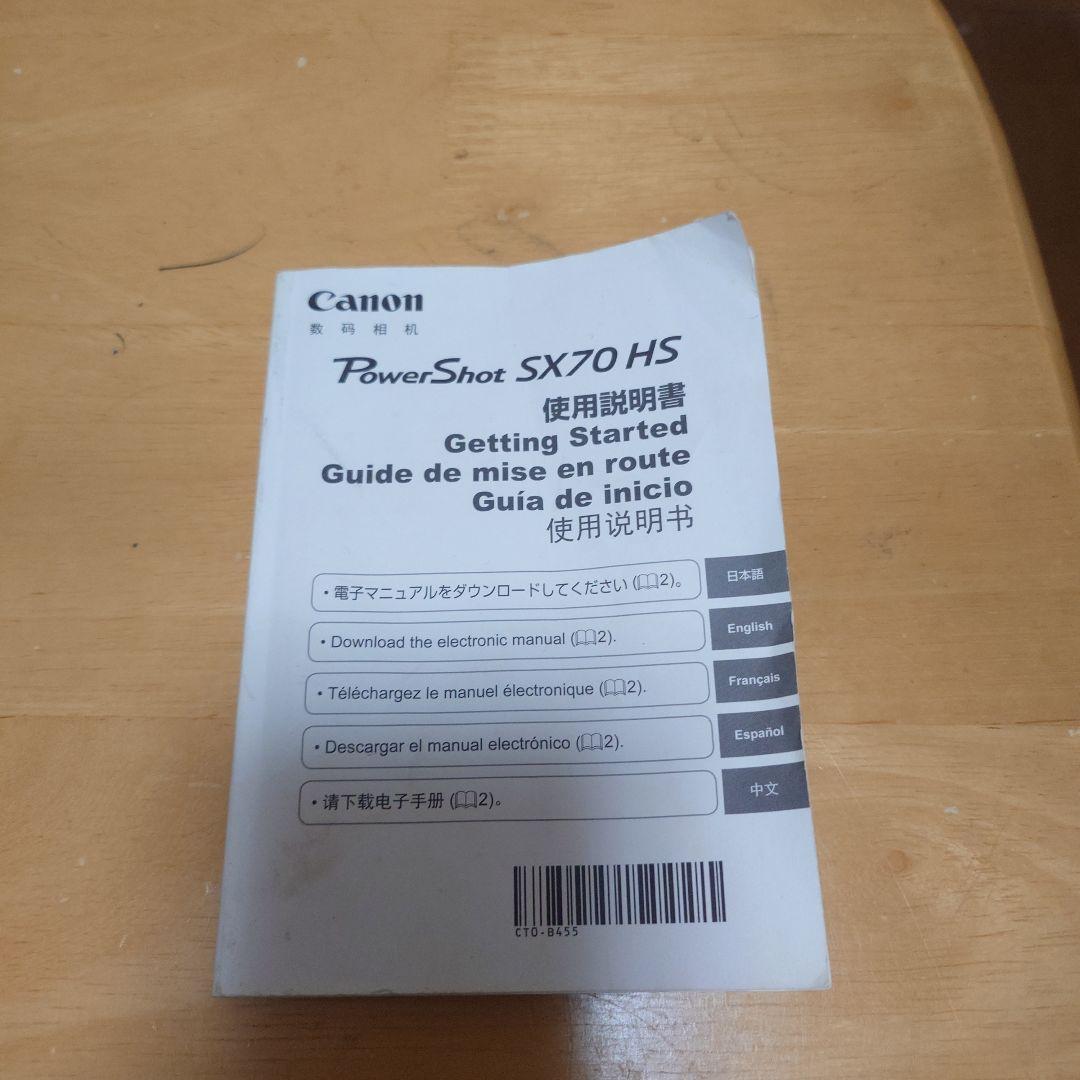 Canon
数码相机
PowerShot SX70 HS
使用説明書
Getting Started
Guide de mise en route
Guía de inicio
使用说明书
・電子マニュアルをダウンロードしてください (📖2)。
日本語
• Download the electronic manual (📖2).
English
• Téléchargez le manuel électronique (📖2).
Français
• Descargar el manual electrónico (📖2).
Español
• 请下载电子手册 (📖2)。
中文
CT0-B455